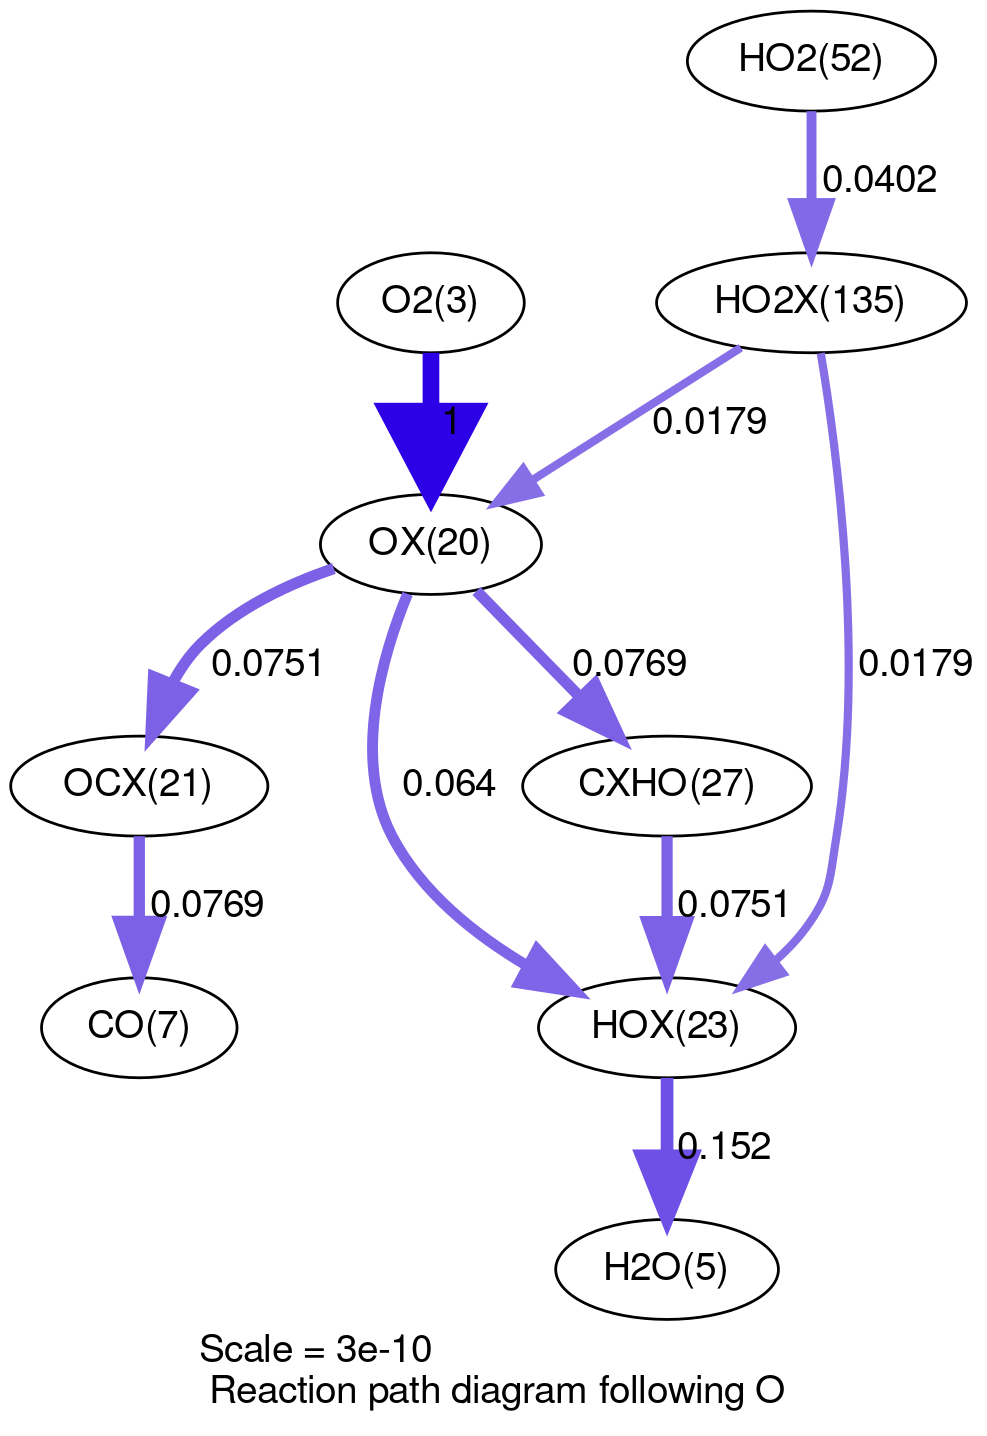 HO2(52)
0.0402
O2(3)
HO2X(135)
1
0.0179
OX(20)
0.0751
0.0769
0.0179
OCX(21)
0.064
CXHO(27)
0.0769
0.0751
CO(7)
HOX(23)
0.152
H2O(5)
Scale = 3e-10
Reaction path diagram following O